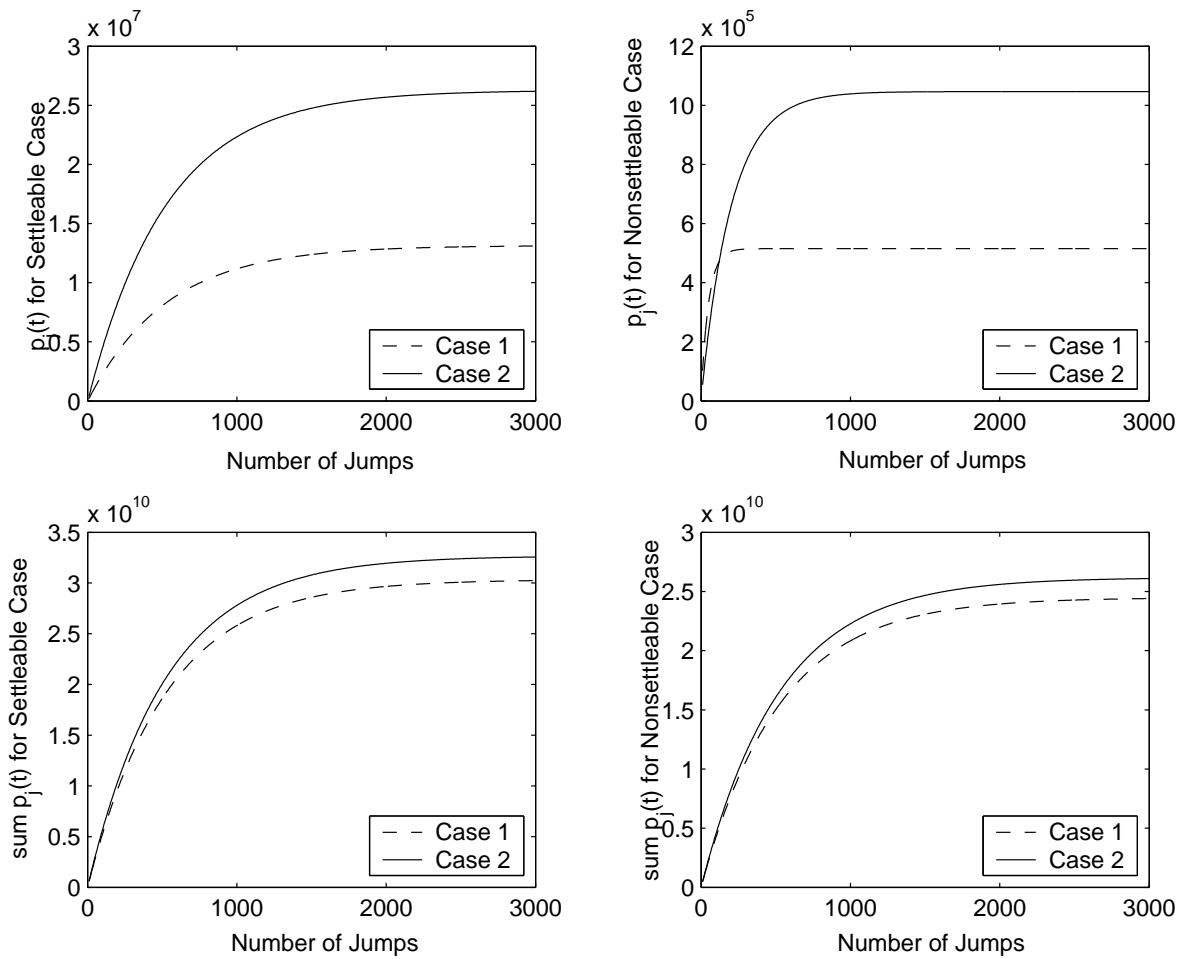 x 10^7
3
2.5
2
1.5
1
0.5
0
0 1000 2000 3000
p_j(t) for Settleable Case
Number of Jumps
Case 1
Case 2
x 10^5
12
10
8
6
4
2
0
0 1000 2000 3000
p_j(t) for Nonsettleable Case
Number of Jumps
Case 1
Case 2
x 10^10
3.5
3
2.5
2
1.5
1
0.5
0
0 1000 2000 3000
sum p_j(t) for Settleable Case
Number of Jumps
Case 1
Case 2
x 10^10
3
2.5
2
1.5
1
0.5
0
0 1000 2000 3000
sum p_j(t) for Nonsettleable Case
Number of Jumps
Case 1
Case 2